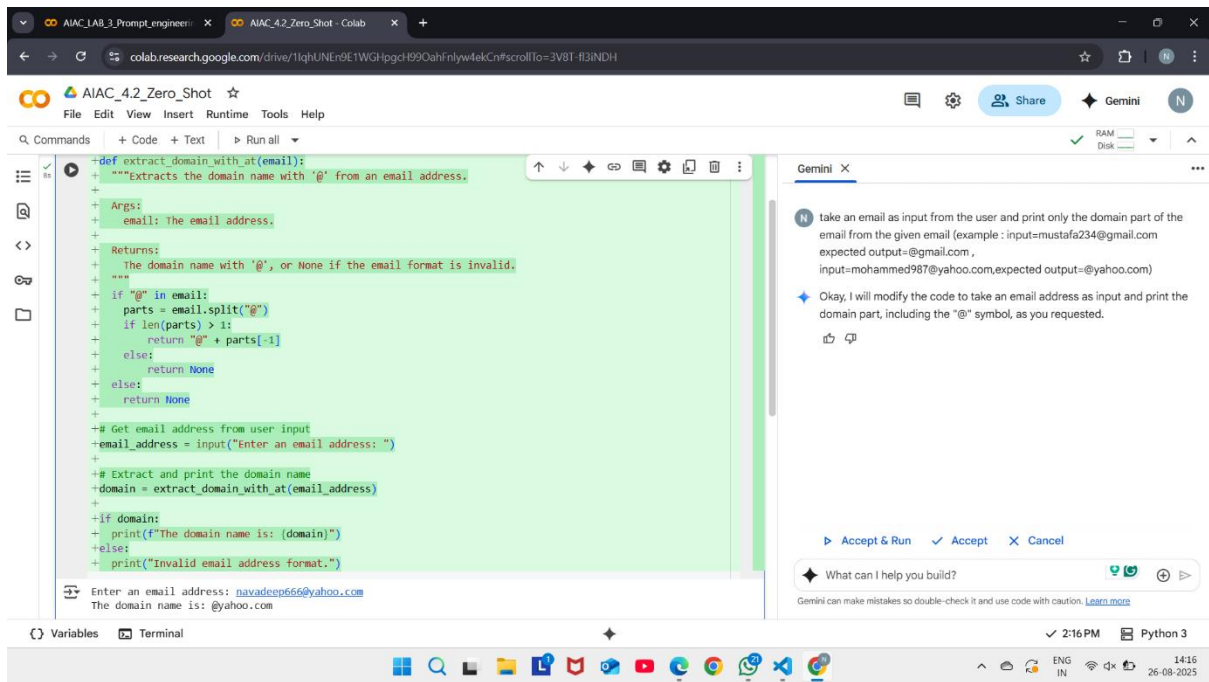 AIAC_LAB_3_Prompt_engineerin
AIAC_4.2_Zero_Shot - Colab
colab.research.google.com/drive/1IqhUNEn9E1WGHpgcH99OahFnlyw4ekCn#scrollTo=3V8T-fl3iNDH
AIAC_4.2_Zero_Shot
File Edit View Insert Runtime Tools Help
Share
Gemini
N
Commands + Code + Text Run all
RAM
Disk
8s
+def extract_domain_with_at(email):
+ """Extracts the domain name with '@' from an email address.
+
+ Args:
+ email: The email address.
+
+ Returns:
+ The domain name with '@', or None if the email format is invalid.
+ """
+ if "@" in email:
+ parts = email.split("@")
+ if len(parts) > 1:
+ return "@" + parts[-1]
+ else:
+ return None
+ else:
+ return None
+
+# Get email address from user input
+email_address = input("Enter an email address: ")
+
+# Extract and print the domain name
+domain = extract_domain_with_at(email_address)
+
+if domain:
+ print(f"The domain name is: {domain}")
+else:
+ print("Invalid email address format.")
Enter an email address: navadeep666@yahoo.com
The domain name is: @yahoo.com
Gemini
N
take an email as input from the user and print only the domain part of the
email from the given email (example : input=mustafa234@gmail.com
expected output=@gmail.com ,
input=mohammed987@yahoo.com,expected output=@yahoo.com)
Okay, I will modify the code to take an email address as input and print the
domain part, including the "@" symbol, as you requested.
Accept & Run Accept Cancel
What can I help you build?
Gemini can make mistakes so double-check it and use code with caution. Learn more
{} Variables Terminal
2:16 PM Python 3
21
ENG
IN
14:16
26-08-2025